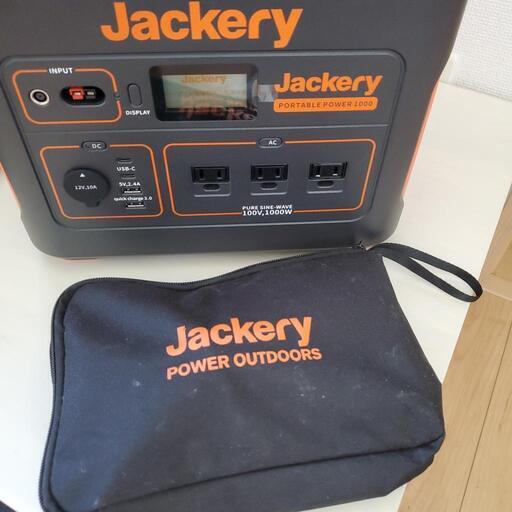 Jackery
INPUT
DISPLAY
Jackery
Jackery
PORTABLE POWER 1000
DC
AC
USB-C
12V,10A
5V,2.4A
quick charge 3.0
PURE SINE-WAVE
100V,1000W
Jackery
POWER OUTDOORS